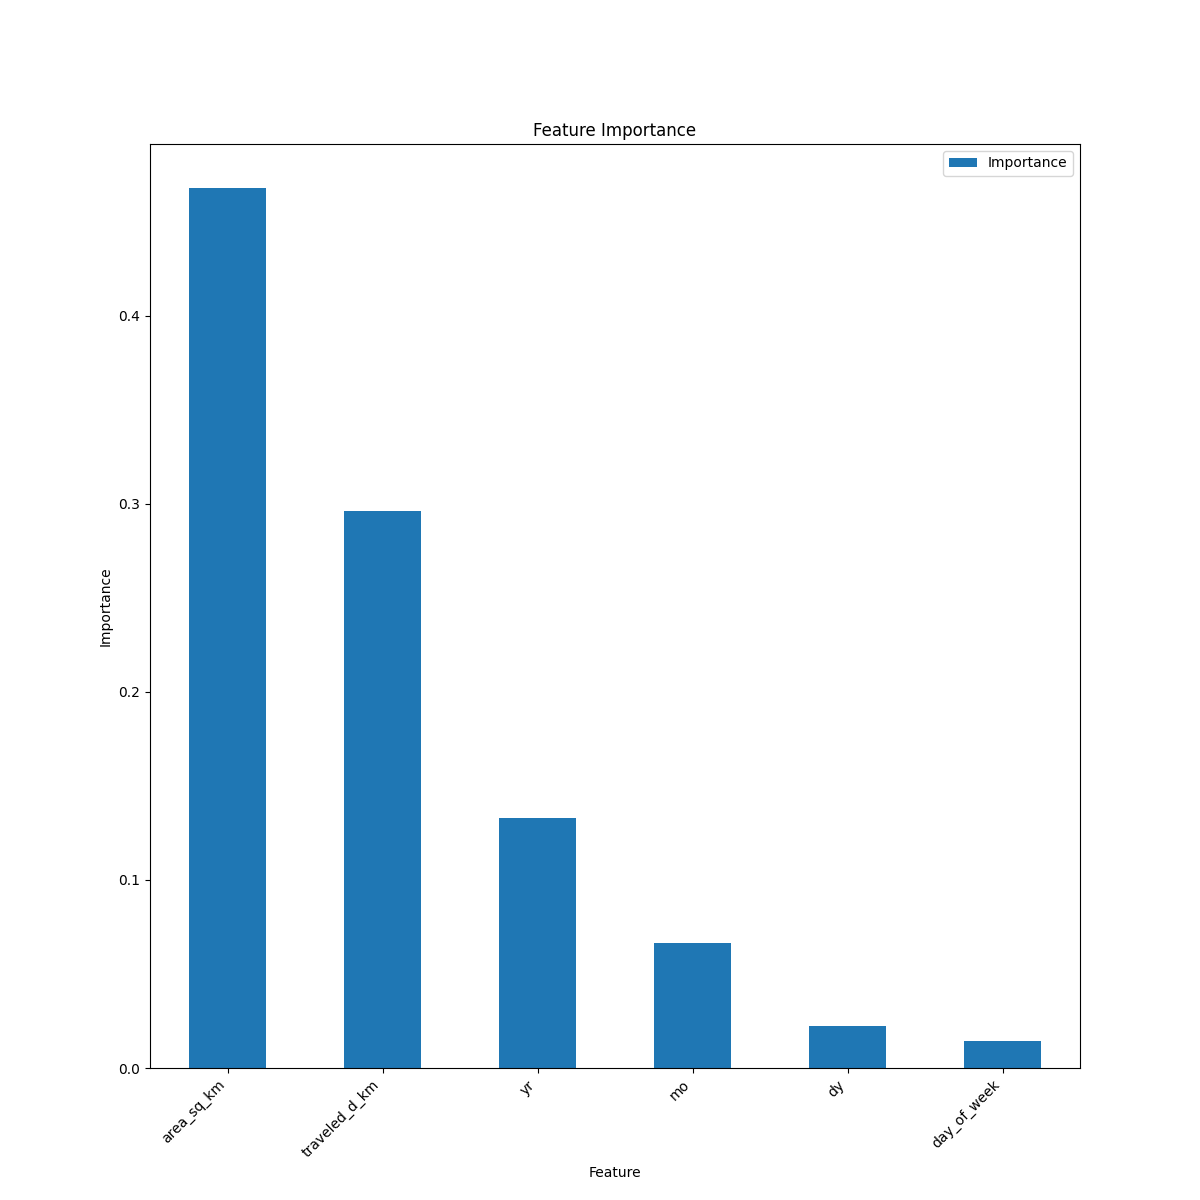 Feature Importance
Importance
0.4
0.3
0.2
0.1
0.0
Importance
area_sq_km
traveled_d_km
yr
mo
dy
day_of_week
Feature